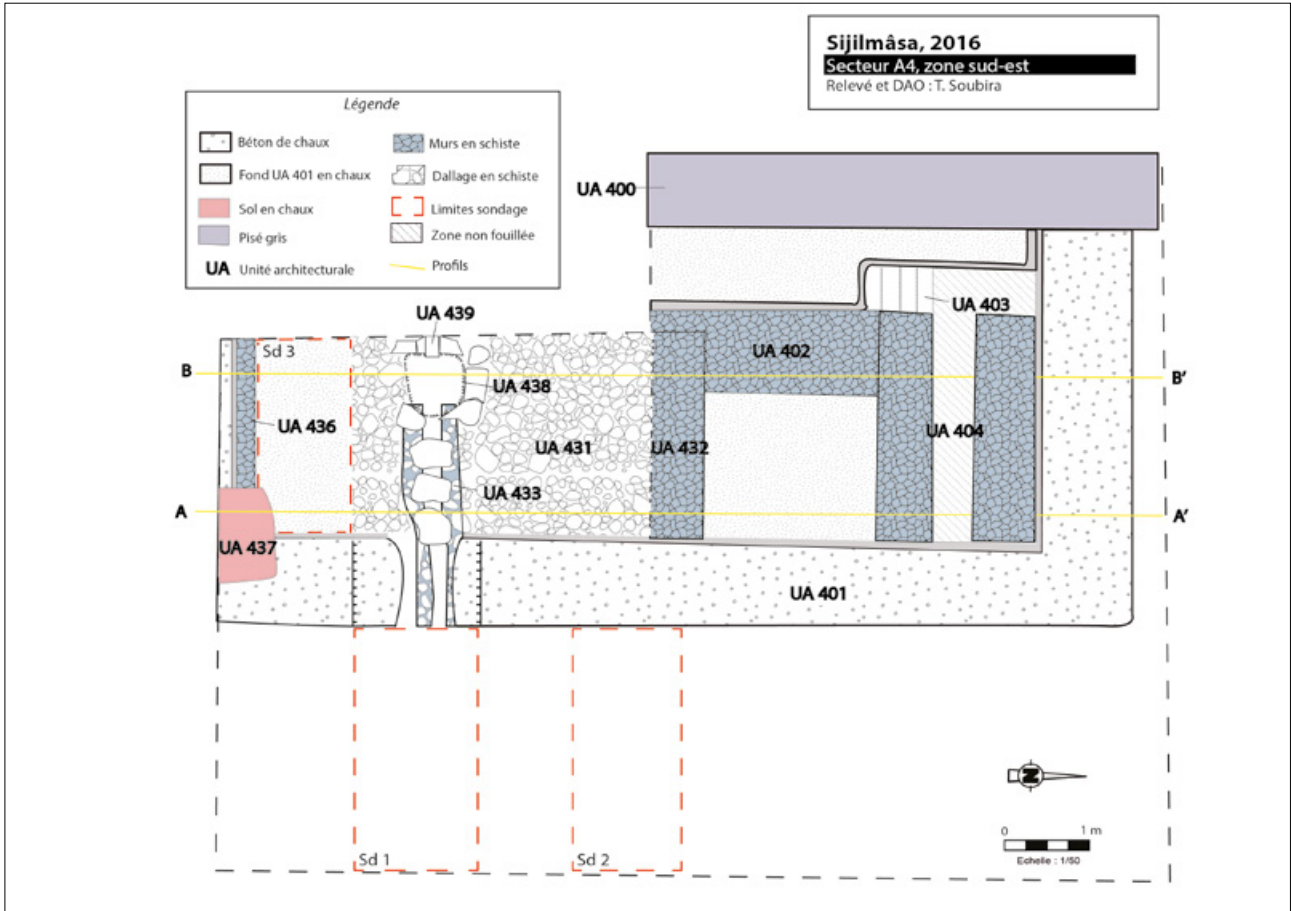 Sijilmâsa, 2016
Secteur A4, zone sud-est
Relevé et DAO : T. Soubira
Légende
Béton de chaux
Murs en schiste
Fond UA 401 en chaux
Dallage en schiste
Sol en chaux
Limites sondage
Pisé gris
Zone non fouillée
UA Unité architecturale
Profils
UA 400
UA 403
UA 439
Sd 3
UA 402
B
UA 438
B'
UA 436
UA 431
UA 432
UA 404
UA 433
A
A'
UA 437
UA 401
N
0 1 m
Echelle : 1/50
Sd 1
Sd 2